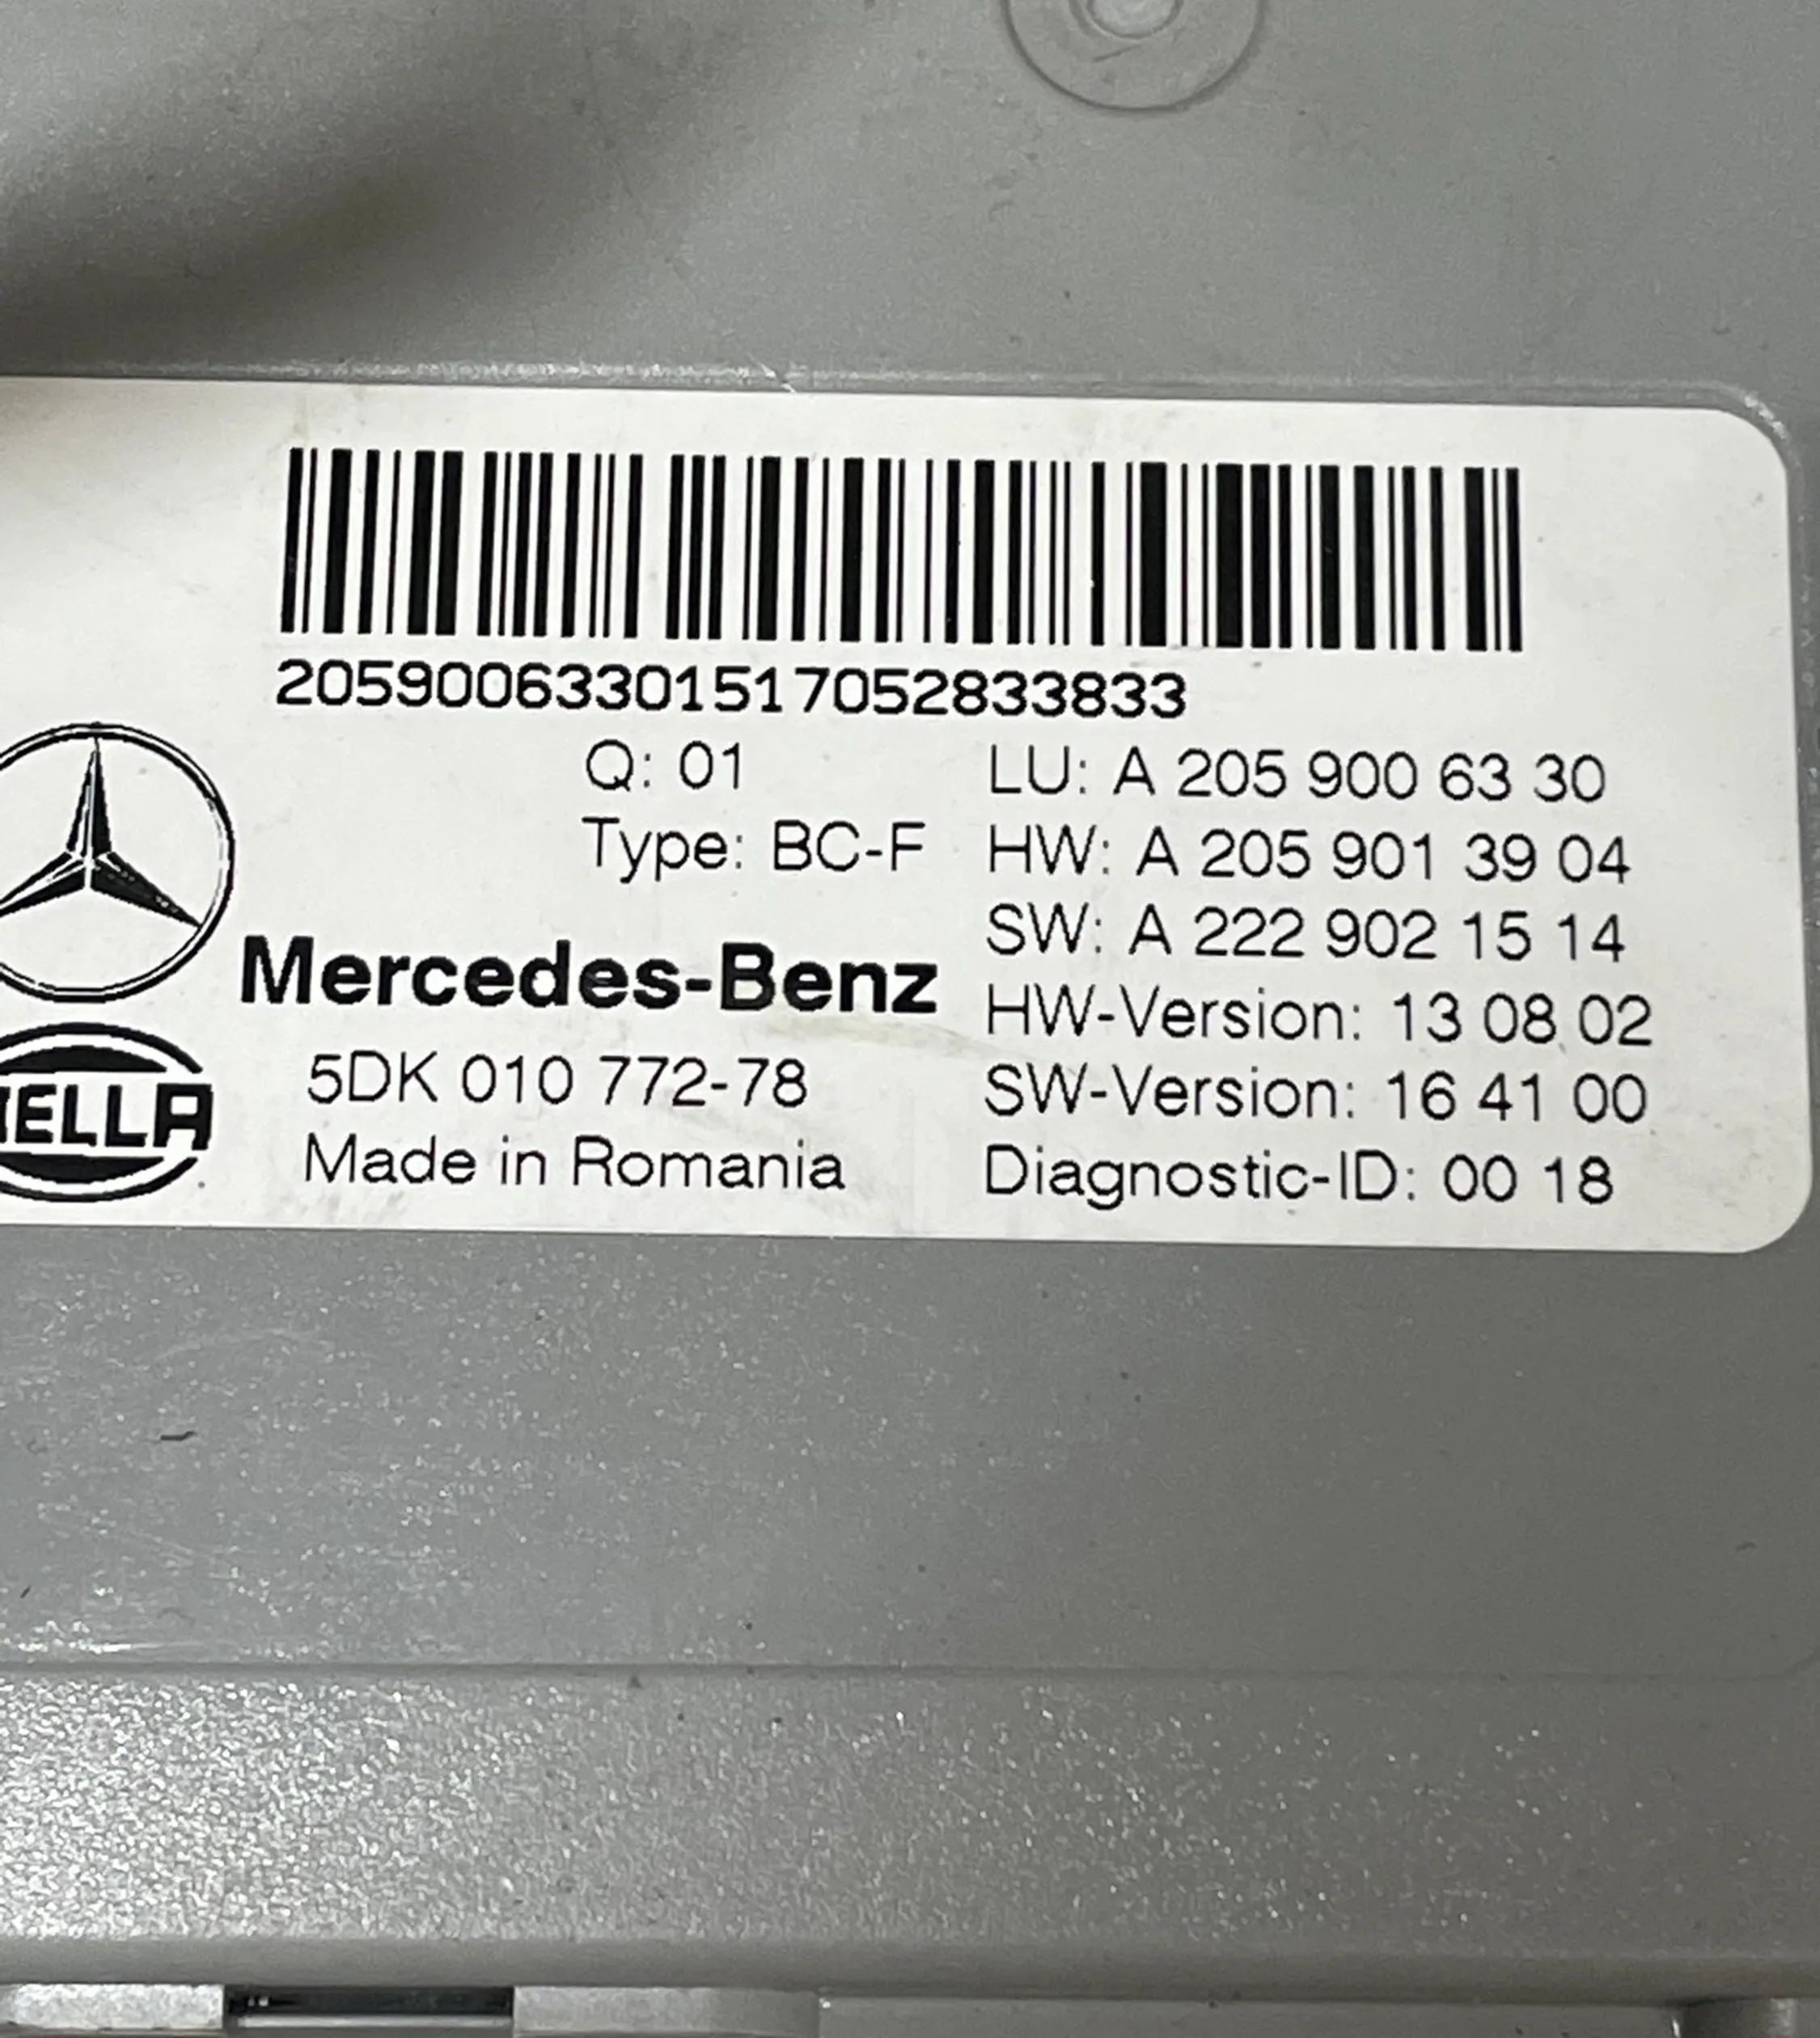 20590063301517052833833
Q: 01
Type: BC-F
LU: A 205 900 63 30
HW: A 205 901 39 04
SW: A 222 902 15 14
HW-Version: 13 08 02
SW-Version: 16 41 00
Diagnostic-ID: 00 18
Mercedes-Benz
ELLA
5DK 010 772-78
Made in Romania